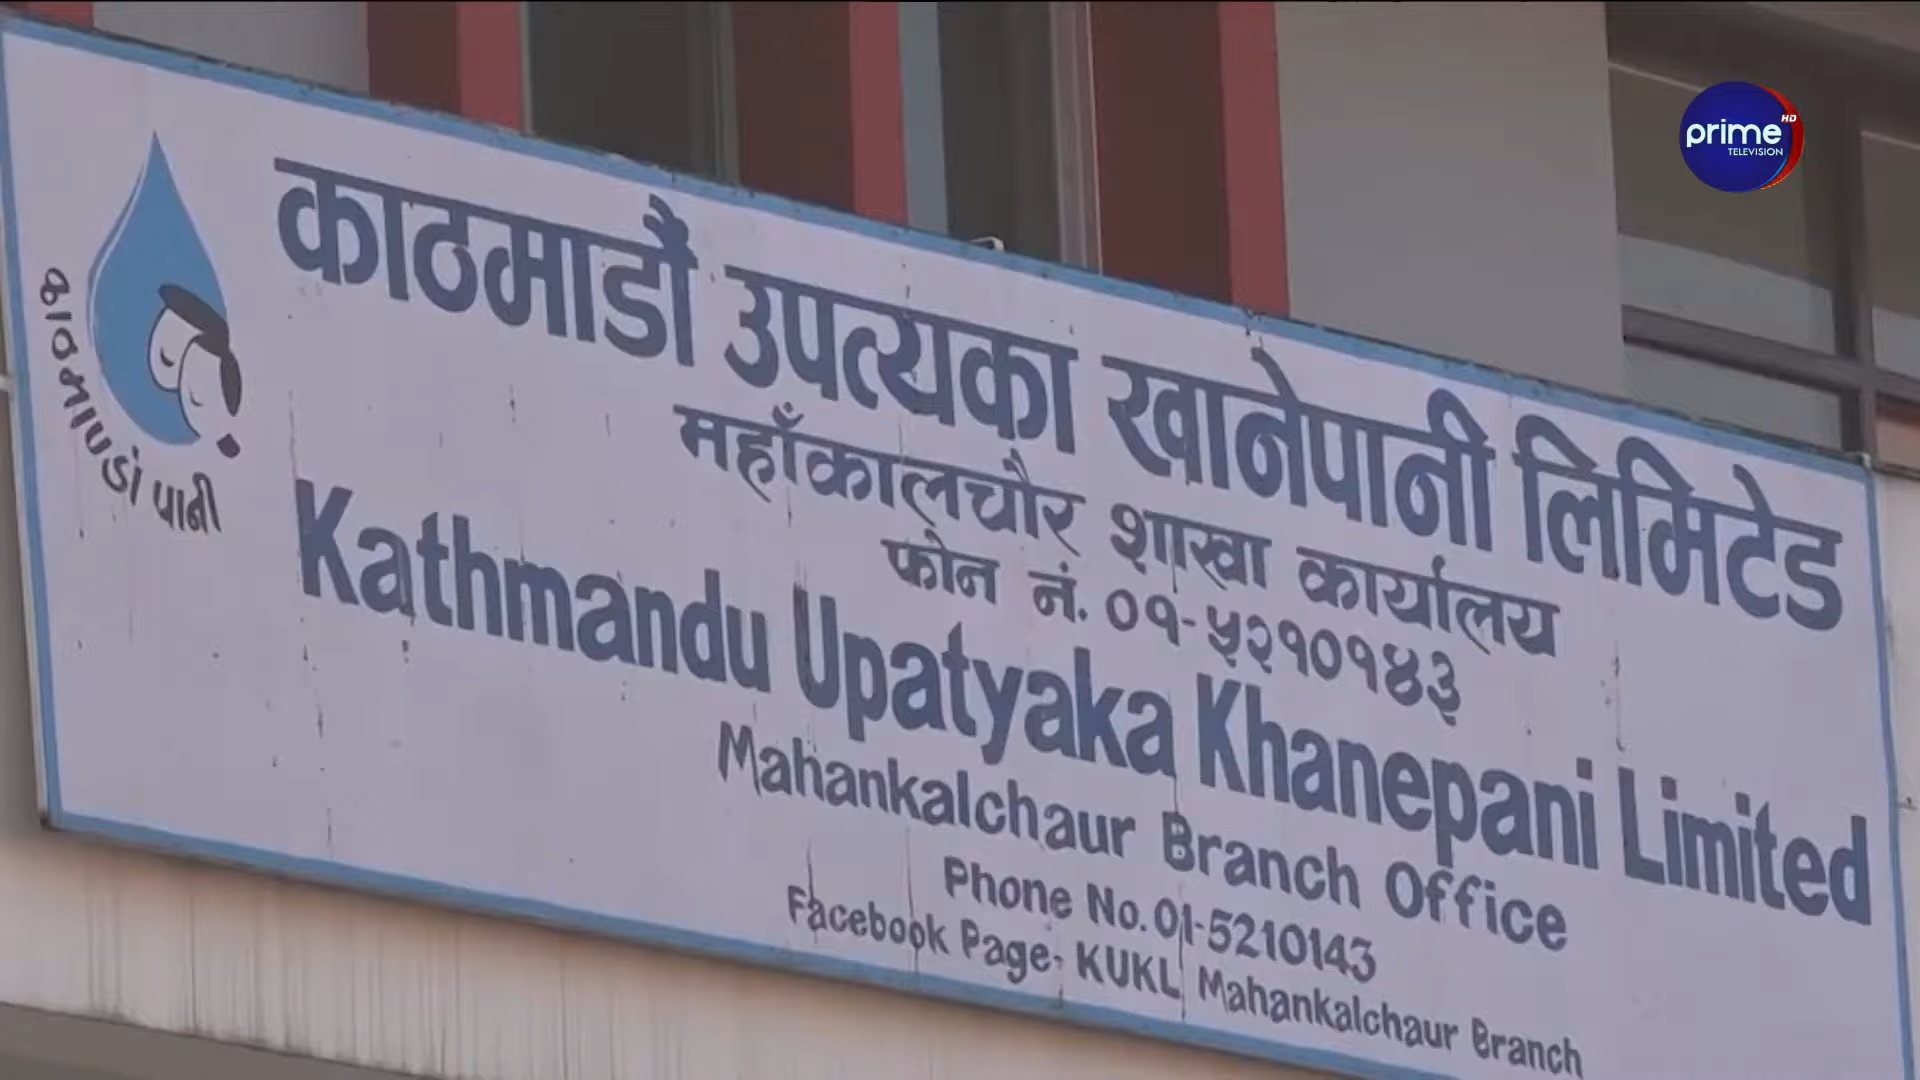 prime HD
TELEVISION
काठमाडौं उपत्यका खानेपानी लिमिटेड
महाँकालचौर शाखा कार्यालय
फोन नं. ०१-५२१०१४३
काठमाण्डौं पानी
Kathmandu Upatyaka Khanepani Limited
Mahankalchaur Branch Office
Phone No. 01-5210143
Facebook Page- KUKL Mahankalchaur Branch